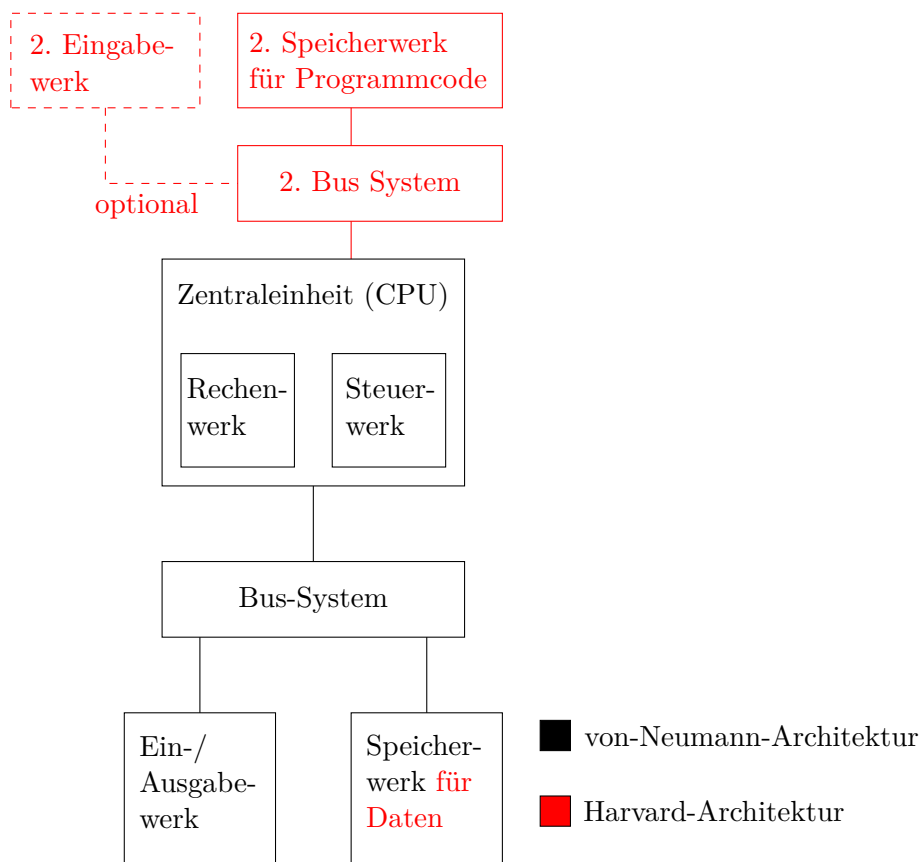 2. Eingabe-
werk
2. Speicherwerk
für Programmcode
2. Bus System
optional
Zentraleinheit (CPU)
Rechen-
werk
Steuer-
werk
Bus-System
Ein-/
Ausgabe-
werk
Speicher-
werk für
Daten
von-Neumann-Architektur
Harvard-Architektur